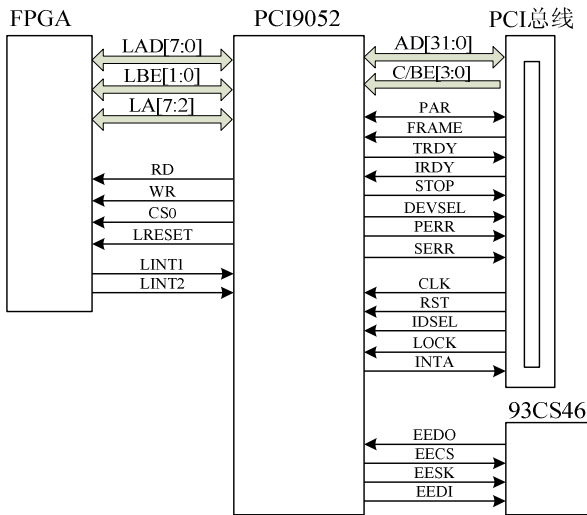 FPGA
PCI9052
PCI总线
LAD[7:0]
LBE[1:0]
LA[7:2]
RD
WR
CS0
LRESET
LINT1
LINT2
AD[31:0]
C/BE[3:0]
PAR
FRAME
TRDY
IRDY
STOP
DEVSEL
PERR
SERR
CLK
RST
IDSEL
LOCK
INTA
93CS46
EEDO
EECS
EESK
EEDI